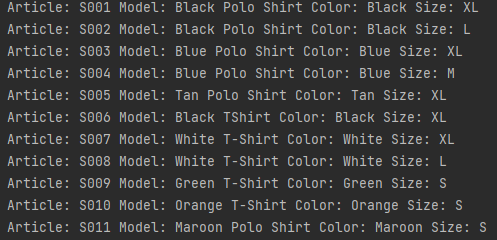 Article: S001 Model: Black Polo Shirt Color: Black Size: XL
Article: S002 Model: Black Polo Shirt Color: Black Size: L
Article: S003 Model: Blue Polo Shirt Color: Blue Size: XL
Article: S004 Model: Blue Polo Shirt Color: Blue Size: M
Article: S005 Model: Tan Polo Shirt Color: Tan Size: XL
Article: S006 Model: Black TShirt Color: Black Size: XL
Article: S007 Model: White T-Shirt Color: White Size: XL
Article: S008 Model: White T-Shirt Color: White Size: L
Article: S009 Model: Green T-Shirt Color: Green Size: S
Article: S010 Model: Orange T-Shirt Color: Orange Size: S
Article: S011 Model: Maroon Polo Shirt Color: Maroon Size: S